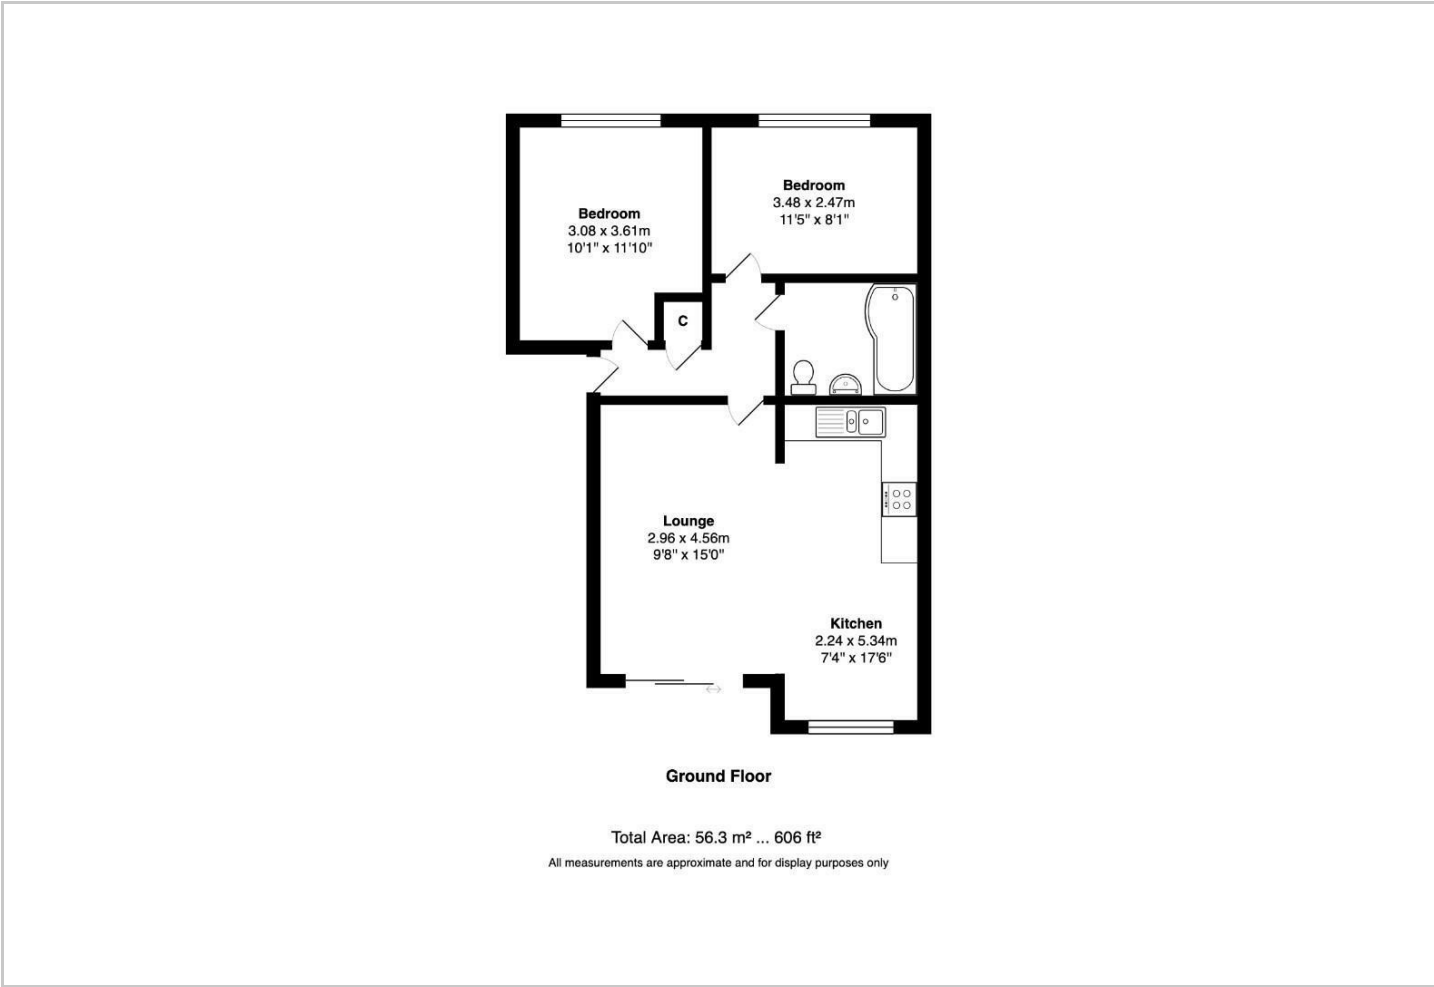 Bedroom
3.08 x 3.61m
10'1" x 11'10"
Bedroom
3.48 x 2.47m
11'5" x 8'1"
C
Lounge
2.96 x 4.56m
9'8" x 15'0"
Kitchen
2.24 x 5.34m
7'4" x 17'6"
Ground Floor
Total Area: 56.3 m² ... 606 ft²
All measurements are approximate and for display purposes only